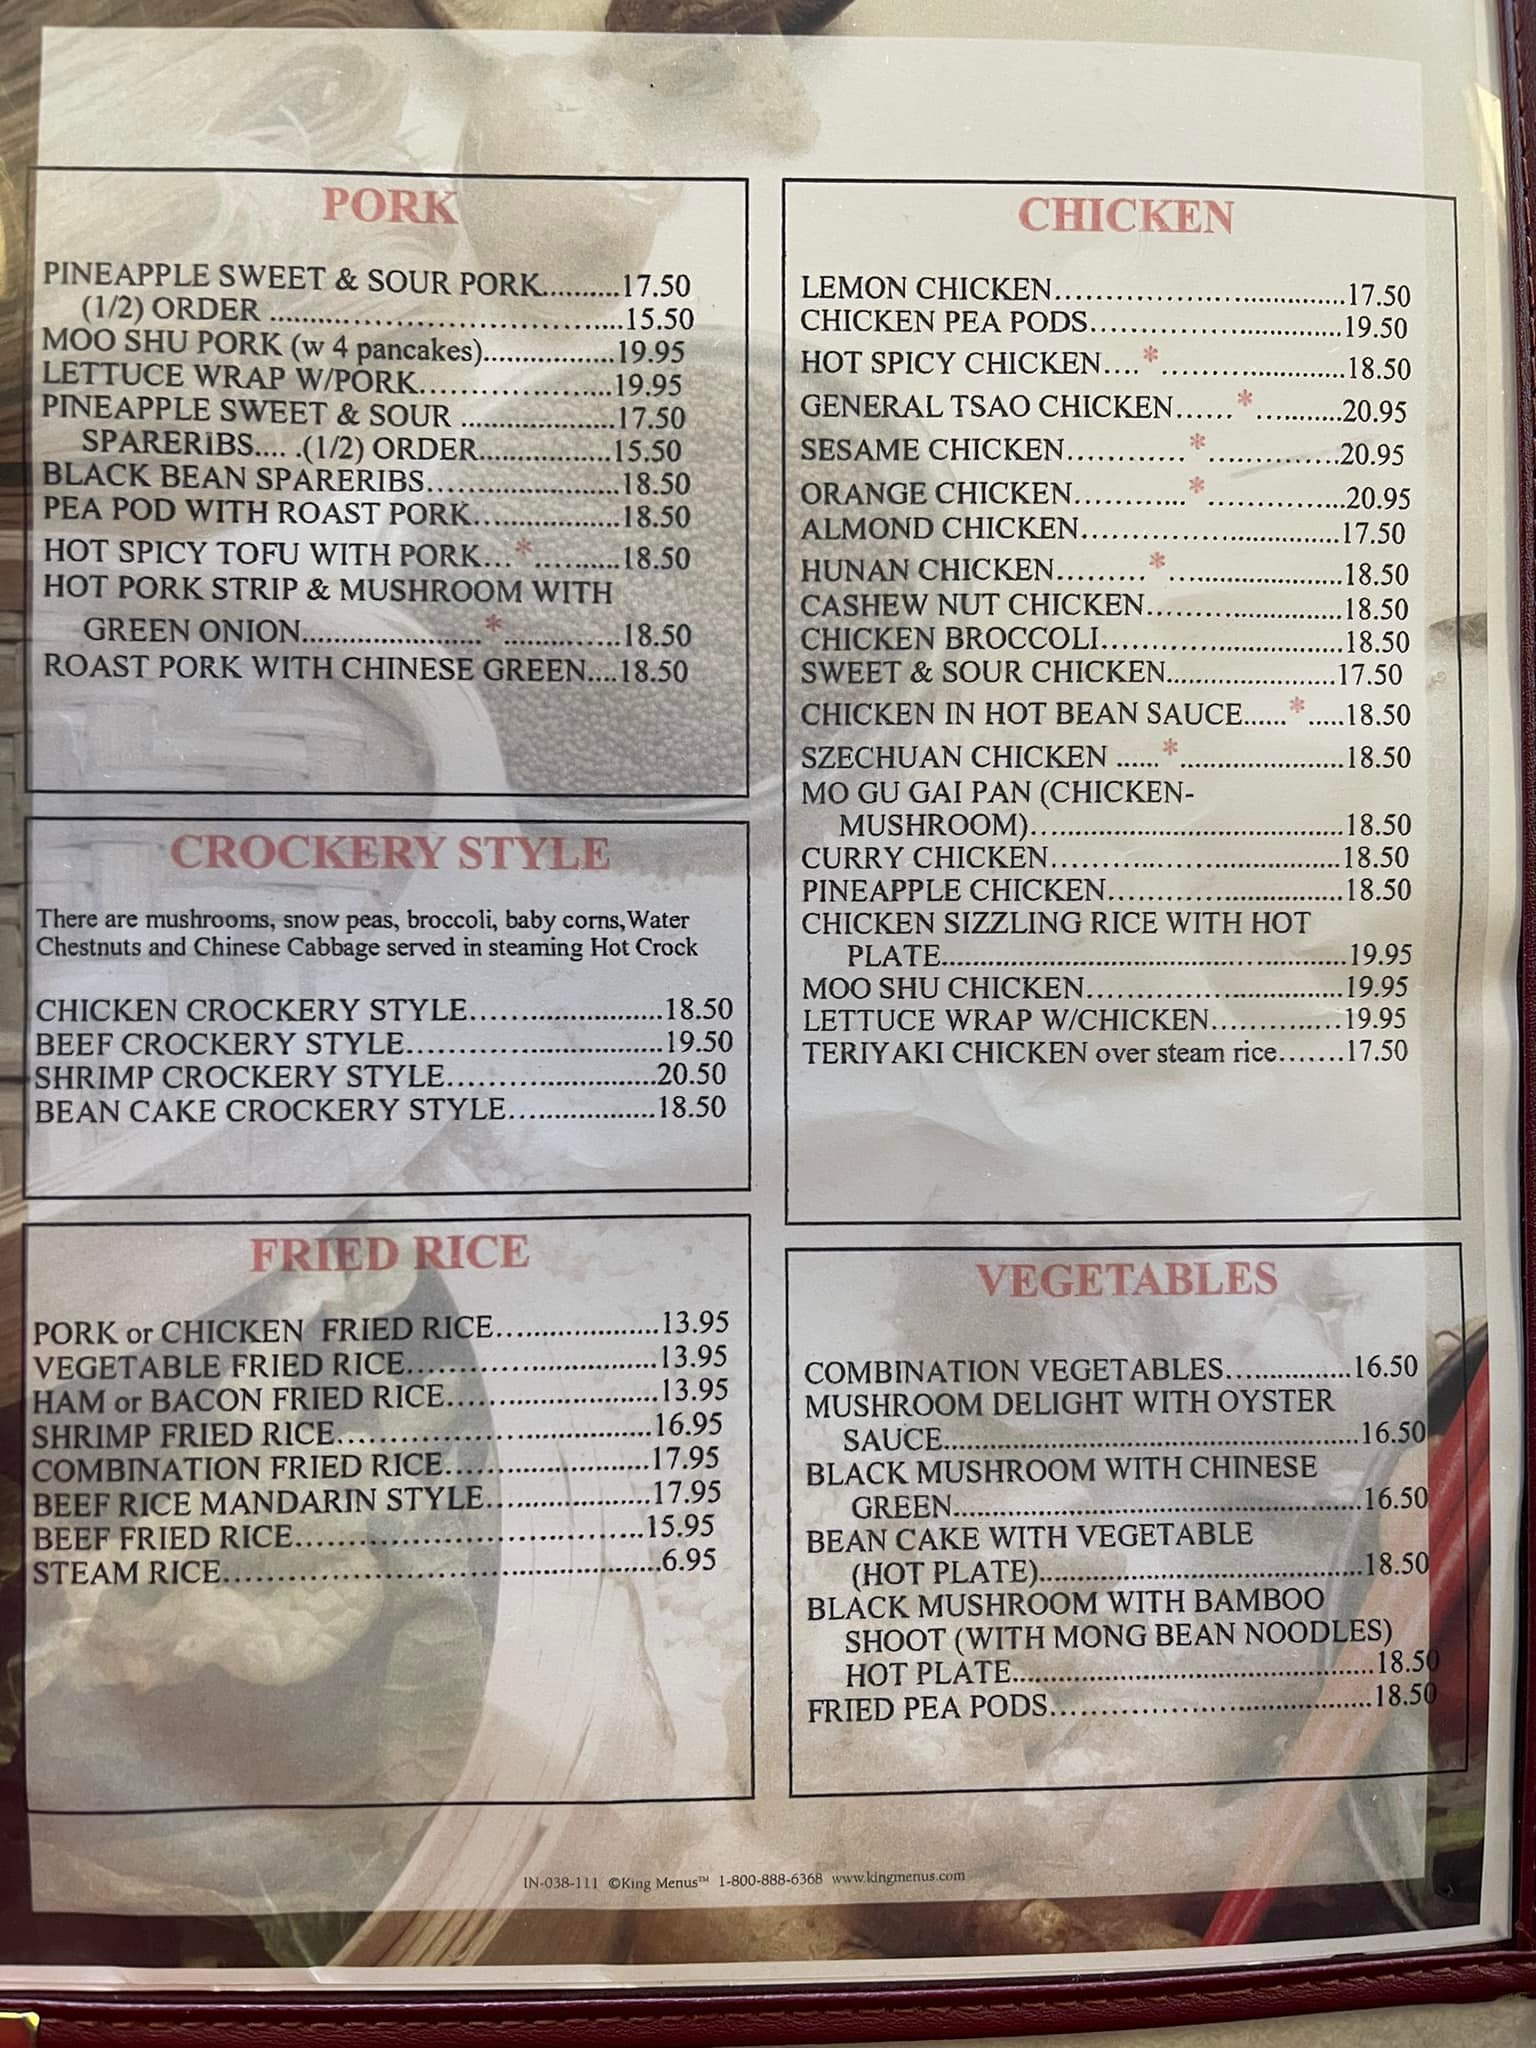 PORK
PINEAPPLE SWEET & SOUR PORK..........17.50
(1/2) ORDER ..........................................15.50
MOO SHU PORK (w 4 pancakes).................19.95
LETTUCE WRAP W/PORK..........................19.95
PINEAPPLE SWEET & SOUR ....................17.50
SPARERIBS.... .(1/2) ORDER.................15.50
BLACK BEAN SPARERIBS.........................18.50
PEA POD WITH ROAST PORK...................18.50
HOT SPICY TOFU WITH PORK...*...........18.50
HOT PORK STRIP & MUSHROOM WITH
GREEN ONION........................*...............18.50
ROAST PORK WITH CHINESE GREEN....18.50
CROCKERY STYLE
There are mushrooms, snow peas, broccoli, baby corns,Water
Chestnuts and Chinese Cabbage served in steaming Hot Crock
CHICKEN CROCKERY STYLE.........................18.50
BEEF CROCKERY STYLE.................................19.50
SHRIMP CROCKERY STYLE...........................20.50
BEAN CAKE CROCKERY STYLE...................18.50
FRIED RICE
PORK or CHICKEN FRIED RICE.....................13.95
VEGETABLE FRIED RICE................................13.95
HAM or BACON FRIED RICE...........................13.95
SHRIMP FRIED RICE........................................16.95
COMBINATION FRIED RICE..........................17.95
BEEF RICE MANDARIN STYLE.....................17.95
BEEF FRIED RICE.............................................15.95
STEAM RICE........................................................6.95
CHICKEN
LEMON CHICKEN.....................................17.50
CHICKEN PEA PODS................................19.50
HOT SPICY CHICKEN....*.......................18.50
GENERAL TSAO CHICKEN......*...........20.95
SESAME CHICKEN............*.................20.95
ORANGE CHICKEN...........*..................20.95
ALMOND CHICKEN.................................17.50
HUNAN CHICKEN.........*......................18.50
CASHEW NUT CHICKEN.........................18.50
CHICKEN BROCCOLI...............................18.50
SWEET & SOUR CHICKEN......................17.50
CHICKEN IN HOT BEAN SAUCE......*.....18.50
SZECHUAN CHICKEN ......*.....................18.50
MO GU GAI PAN (CHICKEN-
MUSHROOM)........................................18.50
CURRY CHICKEN.....................................18.50
PINEAPPLE CHICKEN..............................18.50
CHICKEN SIZZLING RICE WITH HOT
PLATE....................................................19.95
MOO SHU CHICKEN.................................19.95
LETTUCE WRAP W/CHICKEN................19.95
TERIYAKI CHICKEN over steam rice.......17.50
VEGETABLES
COMBINATION VEGETABLES...............16.50
MUSHROOM DELIGHT WITH OYSTER
SAUCE....................................................16.50
BLACK MUSHROOM WITH CHINESE
GREEN...................................................16.50
BEAN CAKE WITH VEGETABLE
(HOT PLATE)........................................18.50
BLACK MUSHROOM WITH BAMBOO
SHOOT (WITH MONG BEAN NOODLES)
HOT PLATE............................................18.50
FRIED PEA PODS.......................................18.50
IN-038-111 ©King Menus™ 1-800-888-6368 www.kingmenus.com